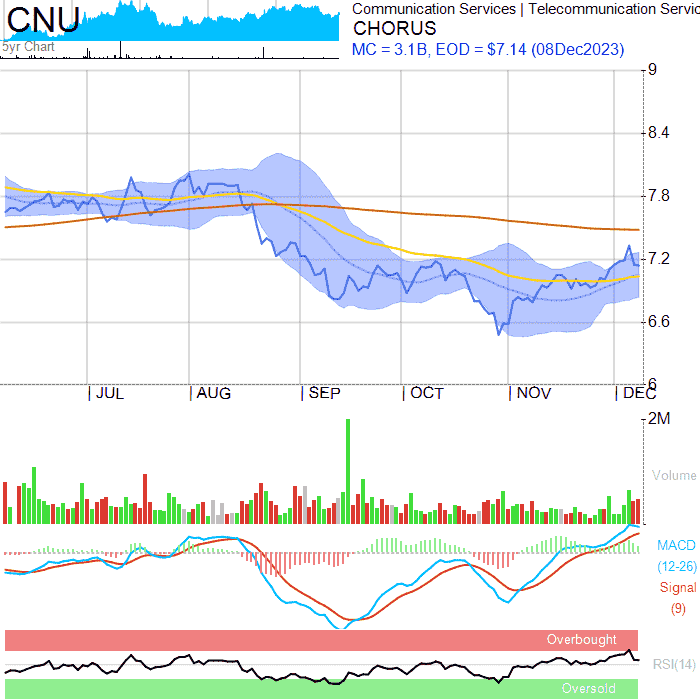 CNU
Communication Services | Telecommunication Servic
CHORUS
5yr Chart
MC = 3.1B, EOD = $7.14 (08Dec2023)
9
8.4
7.8
7.2
6.6
6
JUL AUG SEP OCT NOV DEC
2M
Volume
MACD
(12-26)
Signal
(9)
Overbought
RSI(14)
Oversold